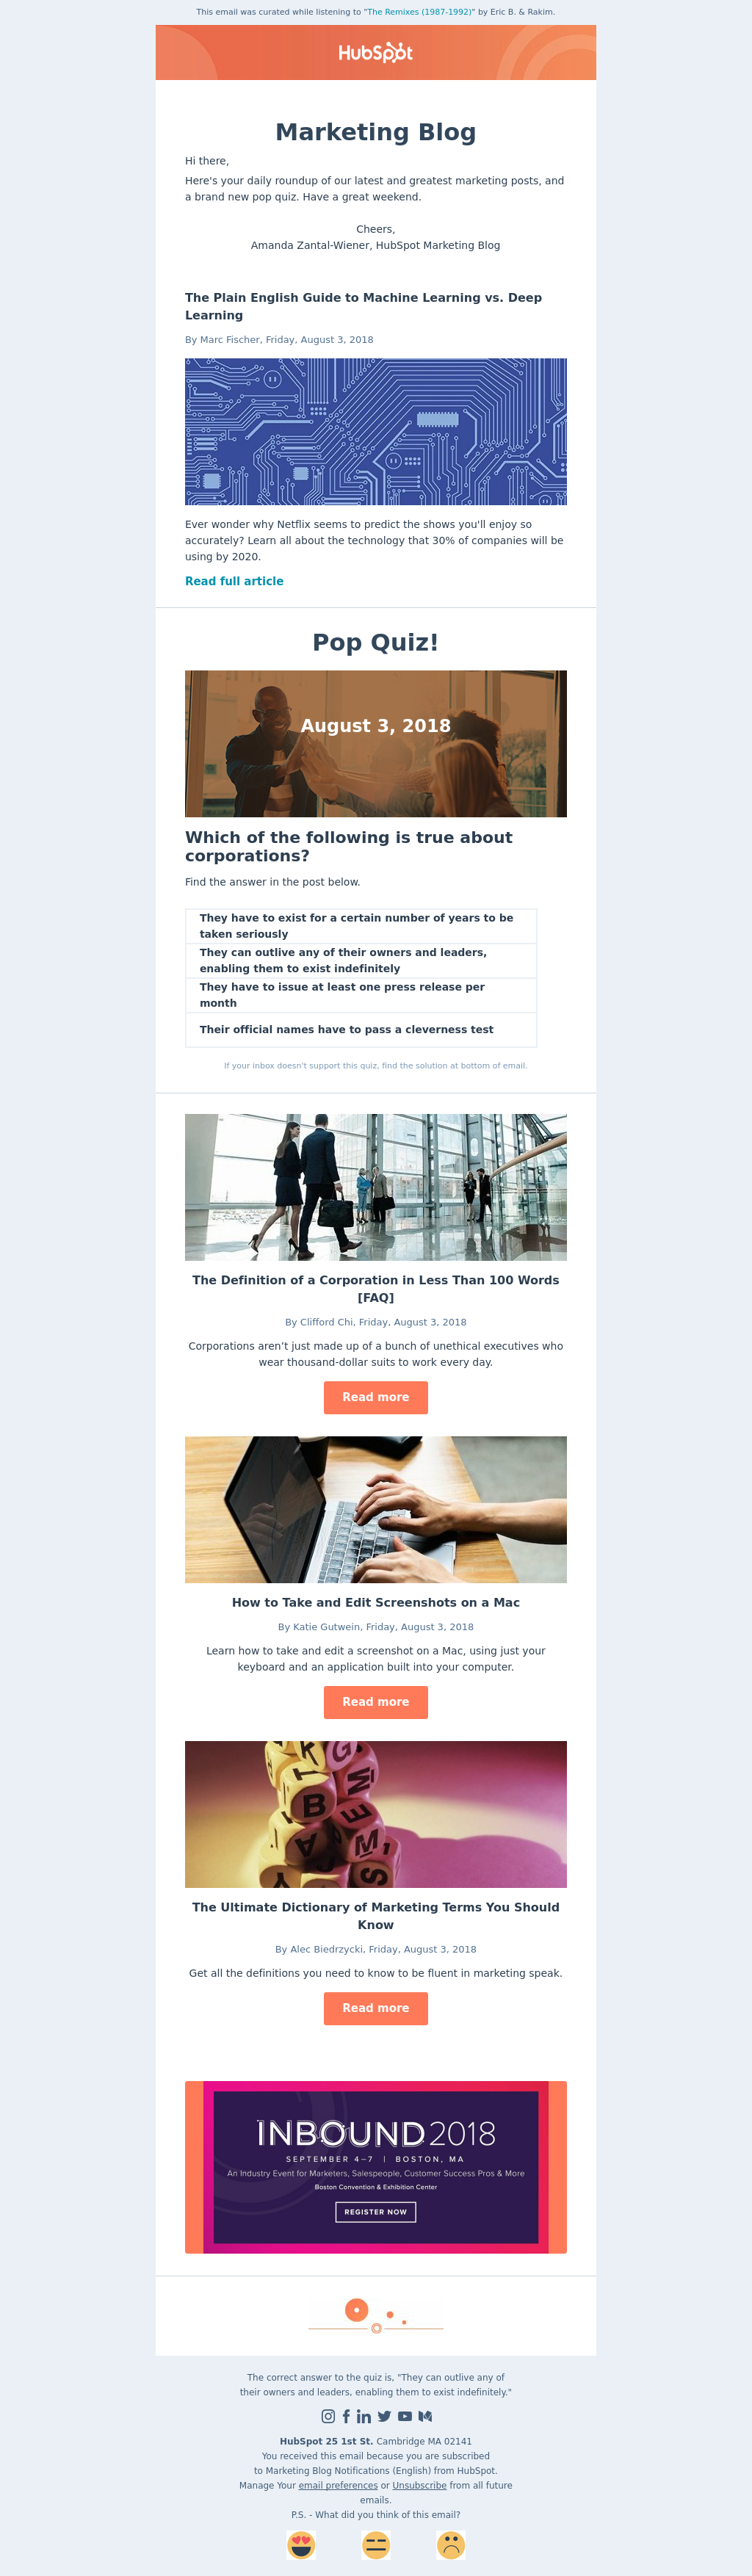 This email was curated while listening to "The Remixes (1987-1992)" by Eric B. & Rakim.
HubSpot
Marketing Blog
Hi there,
Here's your daily roundup of our latest and greatest marketing posts, and
a brand new pop quiz. Have a great weekend.
Cheers,
Amanda Zantal-Wiener, HubSpot Marketing Blog
The Plain English Guide to Machine Learning vs. Deep
Learning
By Marc Fischer, Friday, August 3, 2018
Ever wonder why Netflix seems to predict the shows you'll enjoy so
accurately? Learn all about the technology that 30% of companies will be
using by 2020.
Read full article
Pop Quiz!
August 3, 2018
Which of the following is true about
corporations?
Find the answer in the post below.
They have to exist for a certain number of years to be
taken seriously
They can outlive any of their owners and leaders,
enabling them to exist indefinitely
They have to issue at least one press release per
month
Their official names have to pass a cleverness test
If your inbox doesn't support this quiz, find the solution at bottom of email.
The Definition of a Corporation in Less Than 100 Words
[FAQ]
By Clifford Chi, Friday, August 3, 2018
Corporations aren’t just made up of a bunch of unethical executives who
wear thousand-dollar suits to work every day.
Read more
How to Take and Edit Screenshots on a Mac
By Katie Gutwein, Friday, August 3, 2018
Learn how to take and edit a screenshot on a Mac, using just your
keyboard and an application built into your computer.
Read more
The Ultimate Dictionary of Marketing Terms You Should
Know
By Alec Biedrzycki, Friday, August 3, 2018
Get all the definitions you need to know to be fluent in marketing speak.
Read more
INBOUND 2018
SEPTEMBER 4–7 | BOSTON, MA
An Industry Event for Marketers, Salespeople, Customer Success Pros & More
Boston Convention & Exhibition Center
REGISTER NOW
The correct answer to the quiz is, "They can outlive any of
their owners and leaders, enabling them to exist indefinitely."
HubSpot 25 1st St. Cambridge MA 02141
You received this email because you are subscribed
to Marketing Blog Notifications (English) from HubSpot.
Manage Your email preferences or Unsubscribe from all future
emails.
P.S. - What did you think of this email?